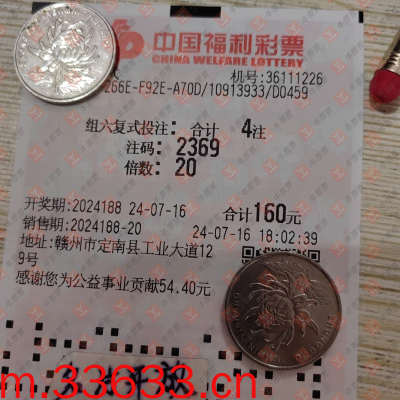 中国福利彩票
CHINA WELFARE LOTTERY
机号:36111226
266E-F92E-A70D/10913933/D0459
组六复式投注: 合计 4注
注码: 2369
倍数: 20
开奖期:2024188 24-07-16 合计160元
销售期:2024188-20 24-07-16 18:02:39
地址:赣州市定南县工业大道12
9号
感谢您为公益事业贡献54.40元
m.33633.cn